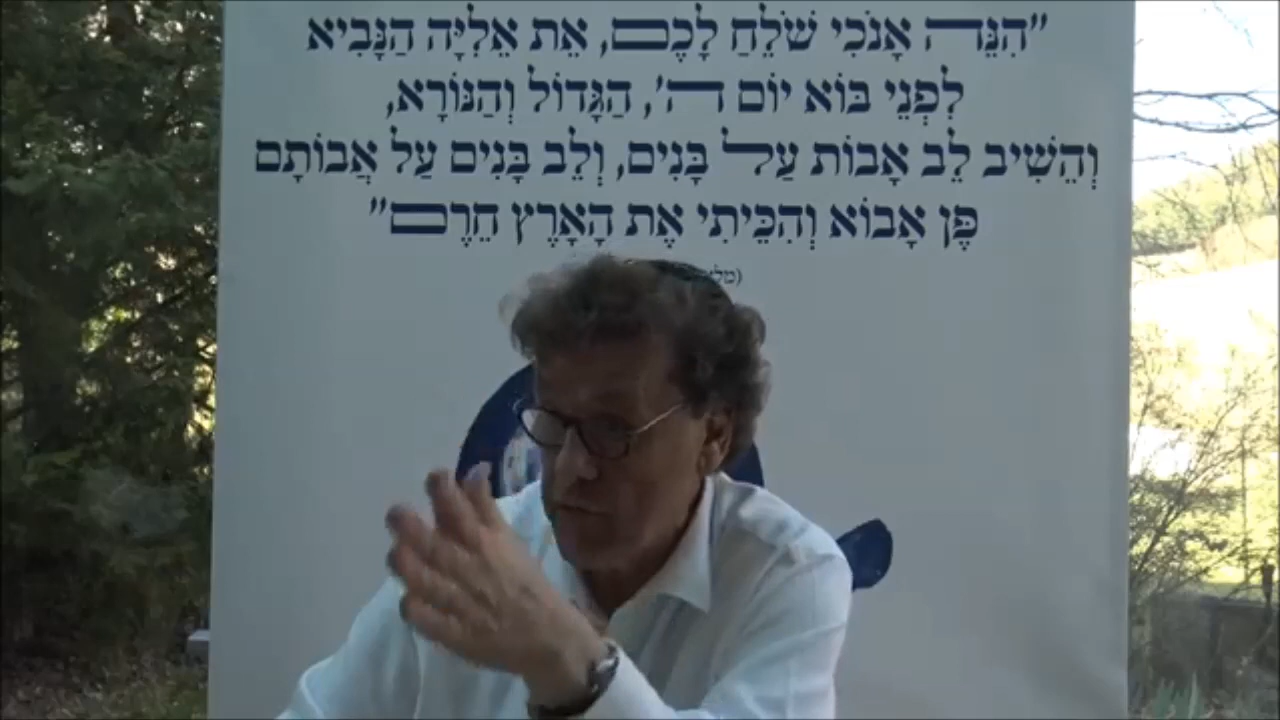 "הִנֵּה אָנֹכִי שֹׁלֵחַ לָכֶם, אֵת אֵלִיָּה הַנָּבִיא
לִפְנֵי בּוֹא יוֹם ה', הַגָּדוֹל וְהַנּוֹרָא,
וְהֵשִׁיב לֵב אָבוֹת עַל בָּנִים, וְלֵב בָּנִים עַל אֲבוֹתָם
פֶּן אָבוֹא וְהִכֵּיתִי אֶת הָאָרֶץ חֵרֶם"